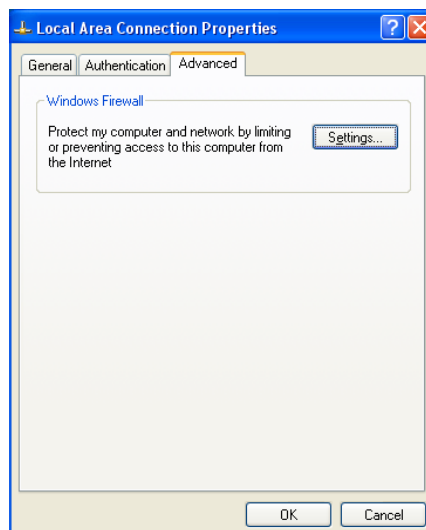 Local Area Connection Properties
General Authentication Advanced
Windows Firewall
Protect my computer and network by limiting
or preventing access to this computer from
the Internet
Settings...
OK Cancel